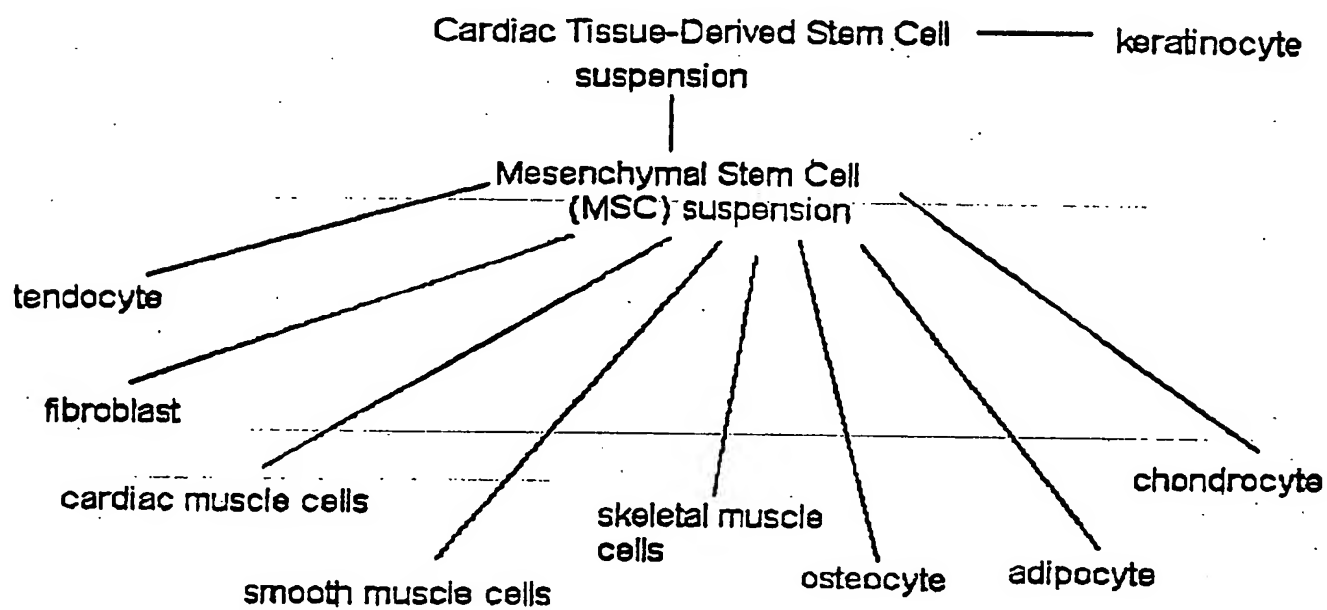 Cardiac Tissue-Derived Stem Cell
suspension
keratinocyte
Mesenchymal Stem Cell
(MSC) suspension
tendocyte
fibroblast
cardiac muscle cells
smooth muscle cells
skeletal muscle
cells
osteocyte
adipocyte
chondrocyte